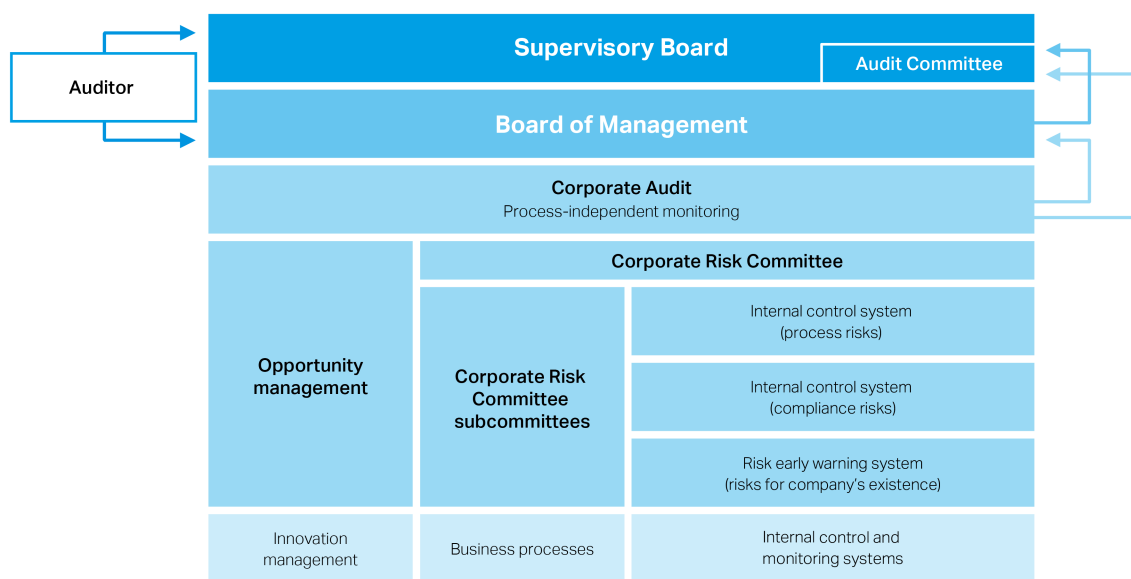 Supervisory Board
Audit Committee
Auditor
Board of Management
Corporate Audit
Process-independent monitoring
Corporate Risk Committee
Opportunity
management
Corporate Risk
Committee
subcommittees
Internal control system
(process risks)
Internal control system
(compliance risks)
Risk early warning system
(risks for company’s existence)
Innovation
management
Business processes
Internal control and
monitoring systems